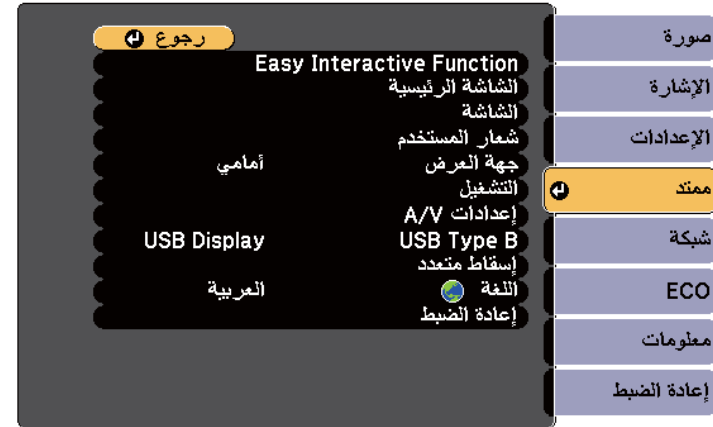 صورة
الإشارة
الإعدادات
ممتد
شبكة
ECO
معلومات
إعادة الضبط
رجوع
Easy Interactive Function
الشاشة الرئيسية
الشاشة
شعار المستخدم
جهة العرض أمامي
التشغيل
إعدادات A/V
USB Type B USB Display
إسقاط متعدد
اللغة العربية
إعادة الضبط